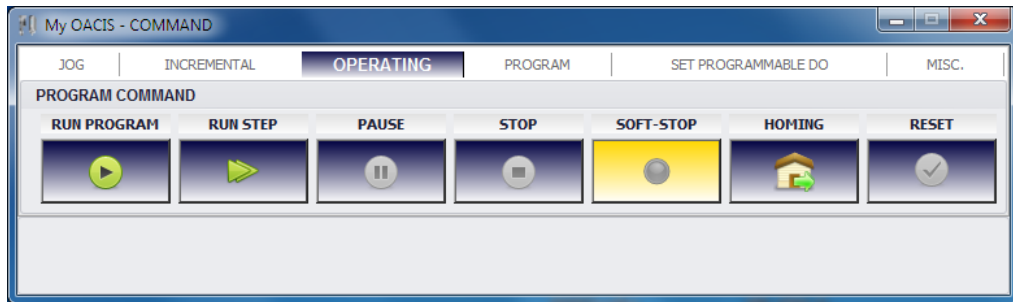 My OACIS - COMMAND
JOG INCREMENTAL OPERATING PROGRAM SET PROGRAMMABLE DO MISC.
PROGRAM COMMAND
RUN PROGRAM RUN STEP PAUSE STOP SOFT-STOP HOMING RESET